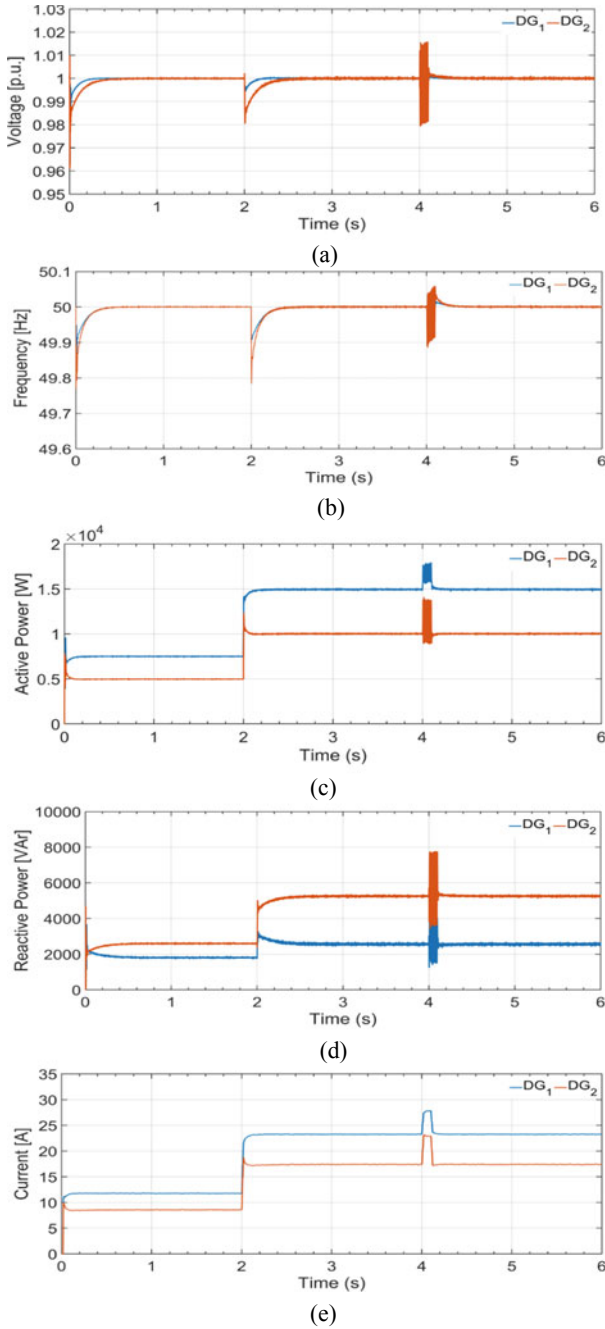 1.03
DG1 DG2
1.02
1.01
1
0.99
0.98
0.97
0.96
0.95
Voltage [p.u.]
0 1 2 3 4 5 6
Time (s)
(a)
50.1
DG1 DG2
50
49.9
49.8
49.7
49.6
Frequency [Hz]
0 1 2 3 4 5 6
Time (s)
(b)
×10^4
2
DG1 DG2
1.5
1
0.5
0
Active Power [W]
0 1 2 3 4 5 6
Time (s)
(c)
10000
DG1 DG2
8000
6000
4000
2000
0
Reactive Power [VAr]
0 1 2 3 4 5 6
Time (s)
(d)
35
DG1 DG2
30
25
20
15
10
5
0
Current [A]
0 1 2 3 4 5 6
Time (s)
(e)